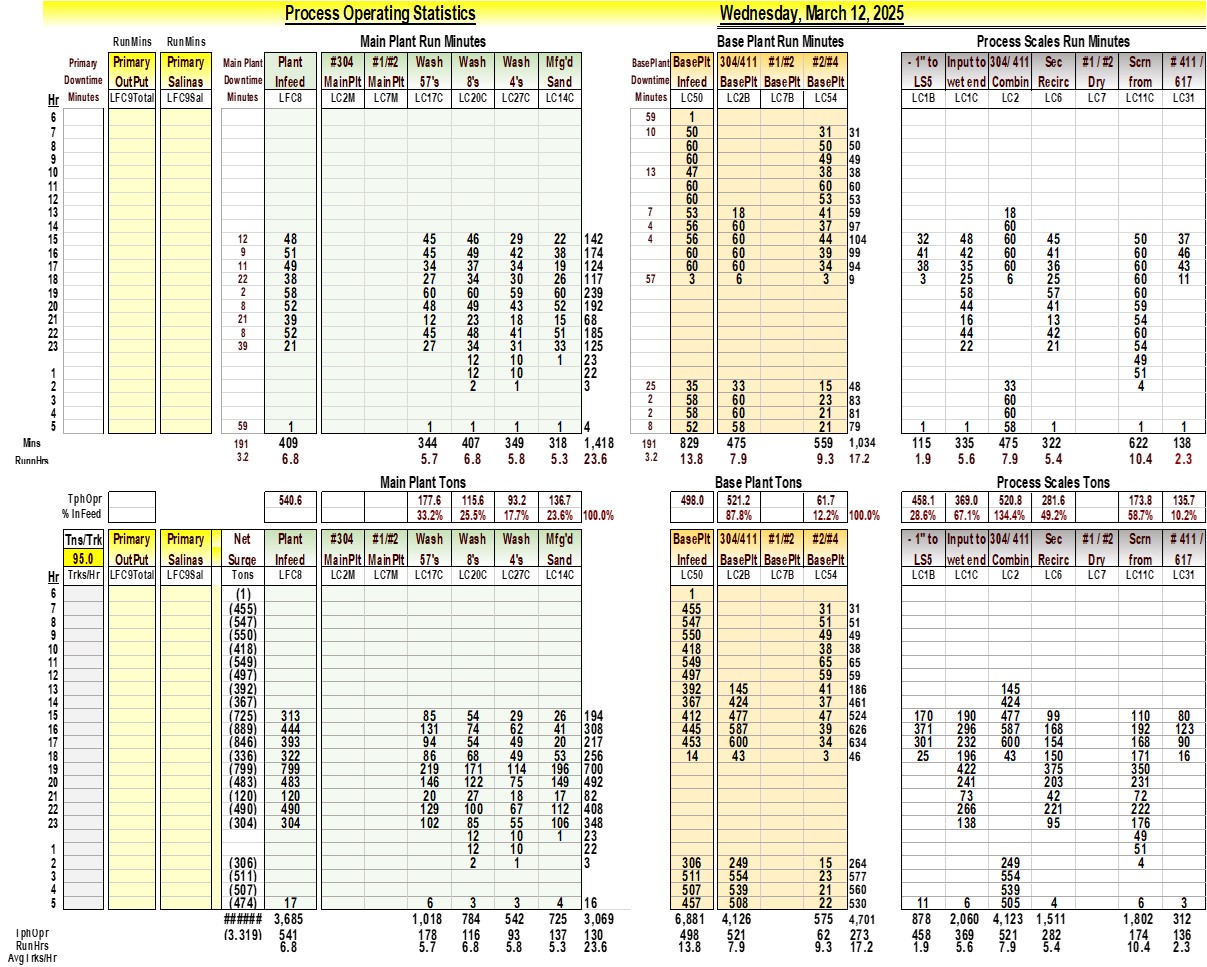 Process Operating Statistics Wednesday, March 12, 2025
RunMins RunMins Main Plant Run Minutes Base Plant Run Minutes Process Scales Run Minutes
Primary Primary Primary Main Plant Plant #304 #1/#2 Wash Wash Wash Mfg'd BasePlant BasePlt 304/411 #1/#2 #2/#4 - 1" to Input to 304/ 411 Sec #1 / #2 Scrn # 411 /
Downtime OutPut Salinas Downtime Infeed MainPlt MainPlt 57's 8's 4's Sand Downtime Infeed BasePlt BasePlt BasePlt LS5 wet end Combin Recirc Dry from 617
Hr Minutes LFC9Total LFC9Sal Minutes LFC8 LC2M LC7M LC17C LC20C LC27C LC14C Minutes LC50 LC2B LC7B LC54 LC1B LC1C LC2 LC6 LC7 LC11C LC31
6 59 1
7 10 50 31 31
8 60 50 50
9 60 49 49
10 13 47 38 38
11 60 60 60
12 60 53 53
13 7 53 18 41 59 18
14 4 56 60 37 97 60
15 12 48 45 46 29 22 142 4 56 60 44 104 32 48 60 45 50 37
16 9 51 45 49 42 38 174 60 60 39 99 41 42 60 41 60 46
17 11 49 34 37 34 19 124 60 60 34 94 38 35 60 36 60 43
18 22 38 27 34 30 26 117 57 3 6 3 9 3 25 6 25 60 11
19 2 58 60 60 59 60 239 58 57 60
20 8 52 48 49 43 52 192 44 41 59
21 21 39 12 23 18 15 68 16 13 54
22 8 52 45 48 41 51 185 44 42 60
23 39 21 27 34 31 33 125 22 21 54
12 10 1 23 49
1 12 10 22 51
2 2 1 3 25 35 33 15 48 33 4
3 2 58 60 23 83 60
4 2 58 60 21 81 60
5 59 1 1 1 1 1 4 8 52 58 21 79 1 1 58 1 1 1
Mins 191 409 344 407 349 318 1,418 191 829 475 559 1,034 115 335 475 322 622 138
RunnHrs 3.2 6.8 5.7 6.8 5.8 5.3 23.6 3.2 13.8 7.9 9.3 17.2 1.9 5.6 7.9 5.4 10.4 2.3
Main Plant Tons Base Plant Tons Process Scales Tons
TphOpr 540.6 177.6 115.6 93.2 136.7 498.0 521.2 61.7 458.1 369.0 520.8 281.6 173.8 135.7
% InFeed 33.2% 25.5% 17.7% 23.6% 100.0% 87.8% 12.2% 100.0% 28.6% 67.1% 134.4% 49.2% 58.7% 10.2%
Tns/Trk Primary Primary Net Plant #304 #1/#2 Wash Wash Wash Mfg'd BasePlt 304/411 #1/#2 #2/#4 - 1" to Input to 304/ 411 Sec #1 / #2 Scrn # 411 /
95.0 OutPut Salinas Surge Infeed MainPlt MainPlt 57's 8's 4's Sand Infeed BasePlt BasePlt BasePlt LS5 wet end Combin Recirc Dry from 617
Hr Trks/Hr LFC9Total LFC9Sal Tons LFC8 LC2M LC7M LC17C LC20C LC27C LC14C LC50 LC2B LC7B LC54 LC1B LC1C LC2 LC6 LC7 LC11C LC31
6 (1) 1
7 (455) 455 31 31
8 (547) 547 51 51
9 (550) 550 49 49
10 (418) 418 38 38
11 (549) 549 65 65
12 (497) 497 59 59
13 (392) 392 145 41 186 145
14 (367) 367 424 37 461 424
15 (725) 313 85 54 29 26 194 412 477 47 524 170 190 477 99 110 80
16 (889) 444 131 74 62 41 308 445 587 39 626 371 296 587 168 192 123
17 (846) 393 94 54 49 20 217 453 600 34 634 301 232 600 154 168 90
18 (336) 322 86 68 49 53 256 14 43 3 46 25 196 43 150 171 16
19 (799) 799 219 171 114 196 700 422 375 350
20 (483) 483 146 122 75 149 492 241 203 231
21 (120) 120 20 27 18 17 82 73 42 72
22 (490) 490 129 100 67 112 408 266 221 222
23 (304) 304 102 85 55 106 348 138 95 176
12 10 1 23 49
1 12 10 22 51
2 (306) 2 1 3 306 249 15 264 249 4
3 (511) 511 554 23 577 554
4 (507) 507 539 21 560 539
5 (474) 17 6 3 3 4 16 457 508 22 530 11 6 505 4 6 3
###### 3,685 1,018 784 542 725 3,069 6,881 4,126 575 4,701 878 2,060 4,123 1,511 1,802 312
TphOpr (3.319) 541 178 116 93 137 130 498 521 62 273 458 369 521 282 174 136
RunHrs 6.8 5.7 6.8 5.8 5.3 23.6 13.8 7.9 9.3 17.2 1.9 5.6 7.9 5.4 10.4 2.3
AvgTrks/Hr